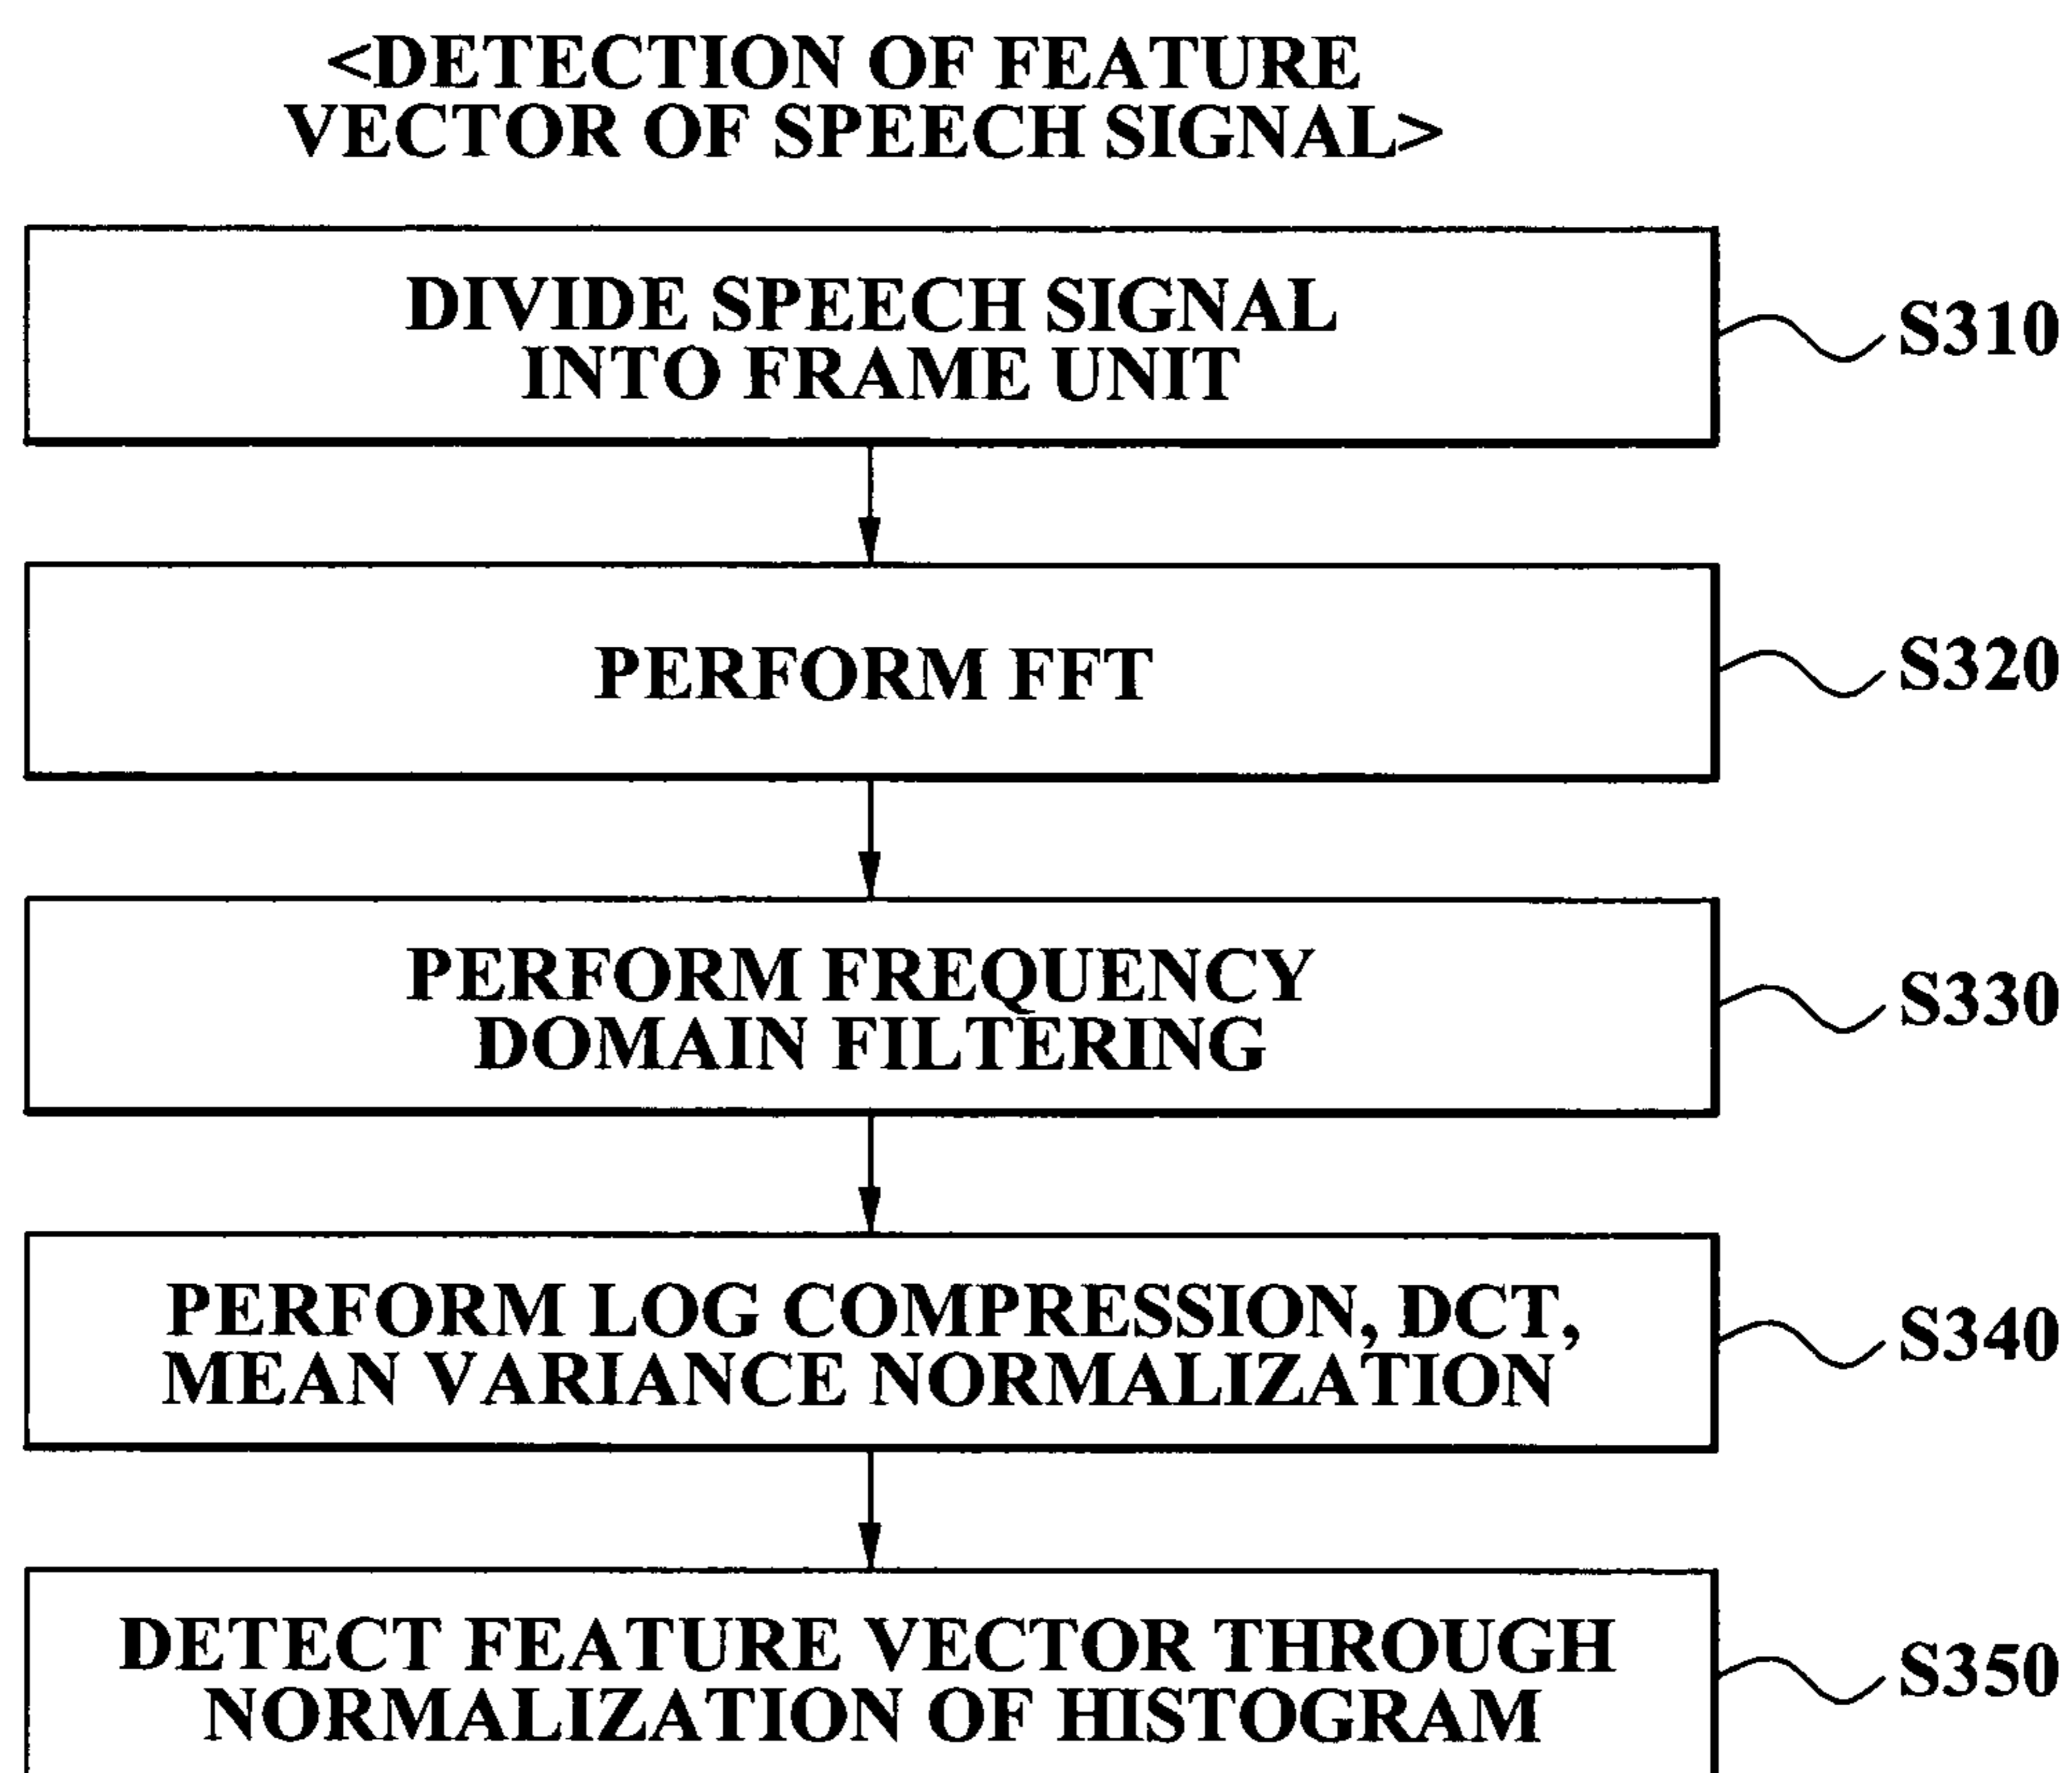 <DETECTION OF FEATURE
VECTOR OF SPEECH SIGNAL>
DIVIDE SPEECH SIGNAL
INTO FRAME UNIT
S310
PERFORM FFT
S320
PERFORM FREQUENCY
DOMAIN FILTERING
S330
PERFORM LOG COMPRESSION, DCT,
MEAN VARIANCE NORMALIZATION
S340
DETECT FEATURE VECTOR THROUGH
NORMALIZATION OF HISTOGRAM
S350